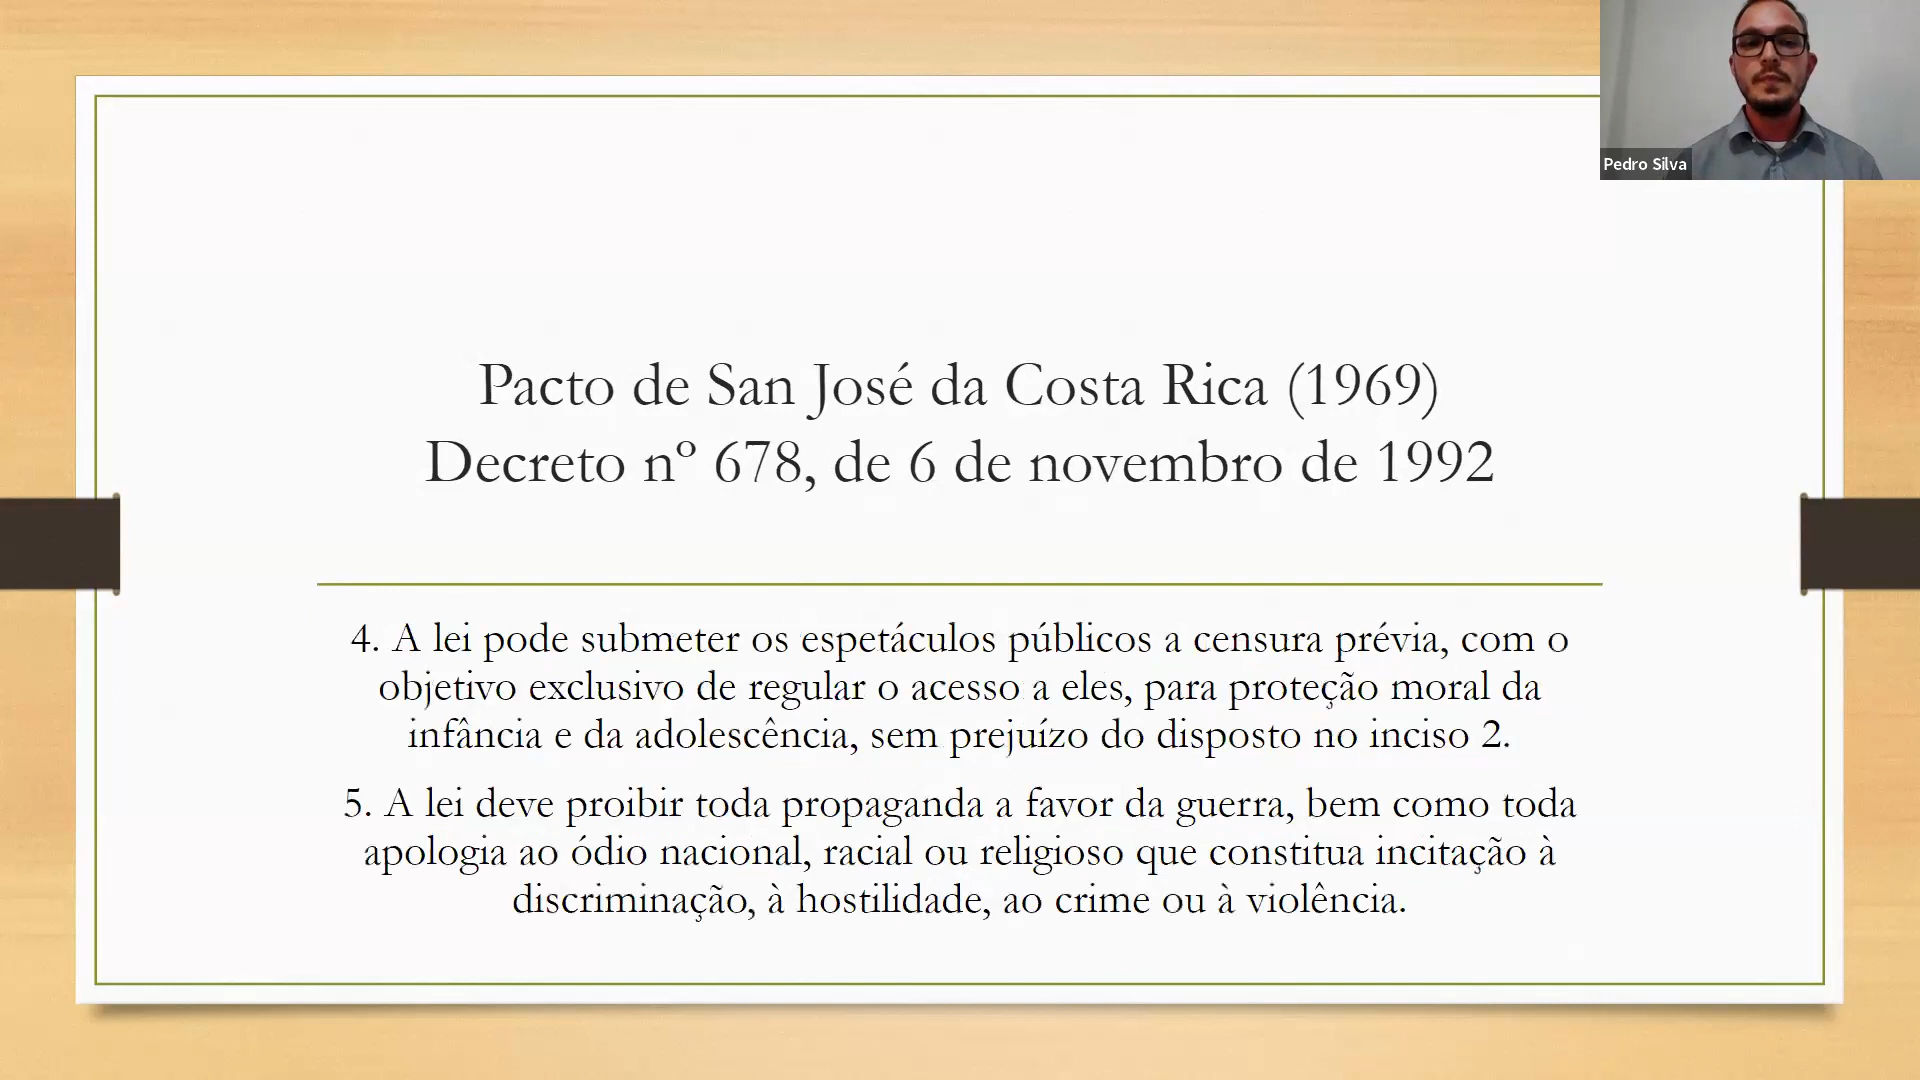 Pedro Silva
Pacto de San José da Costa Rica (1969)
Decreto nº 678, de 6 de novembro de 1992
4. A lei pode submeter os espetáculos públicos a censura prévia, com o
objetivo exclusivo de regular o acesso a eles, para proteção moral da
infância e da adolescência, sem prejuízo do disposto no inciso 2.
5. A lei deve proibir toda propaganda a favor da guerra, bem como toda
apologia ao ódio nacional, racial ou religioso que constitua incitação à
discriminação, à hostilidade, ao crime ou à violência.